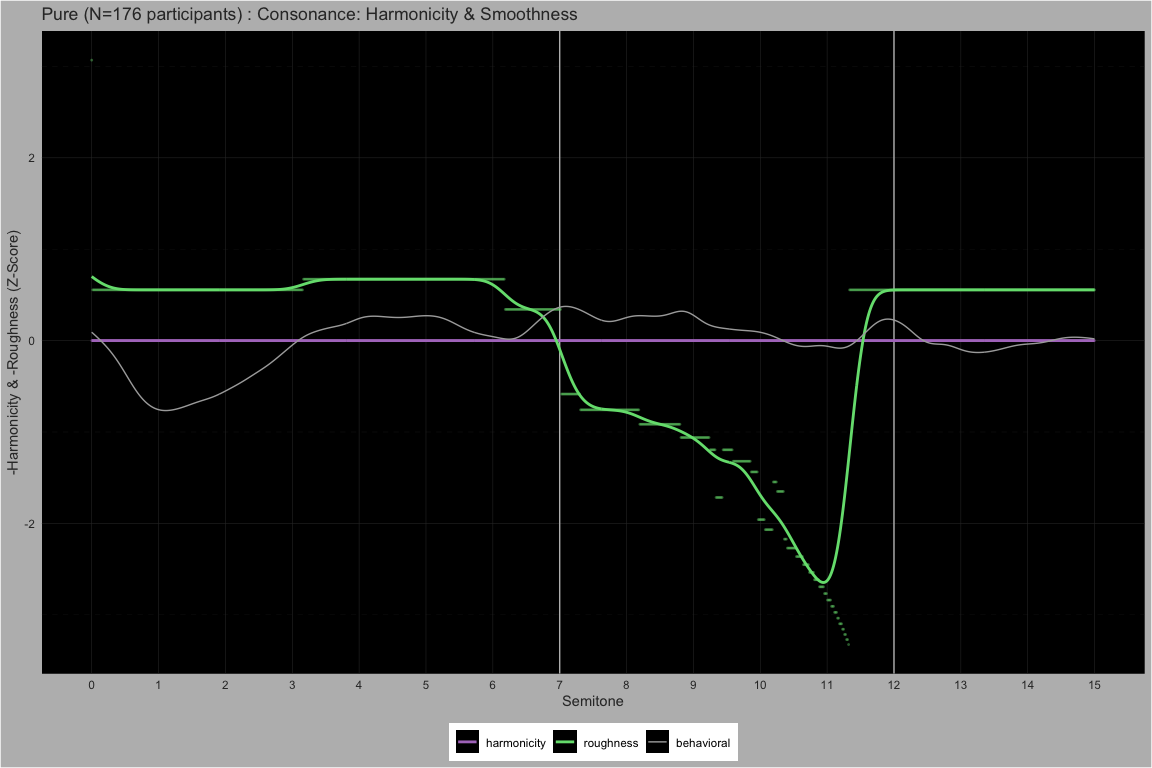 Pure (N=176 participants) : Consonance: Harmonicity & Smoothness
-Harmonicity & -Roughness (Z-Score)
2
0
-2
0 1 2 3 4 5 6 7 8 9 10 11 12 13 14 15
Semitone
harmonicity roughness behavioral